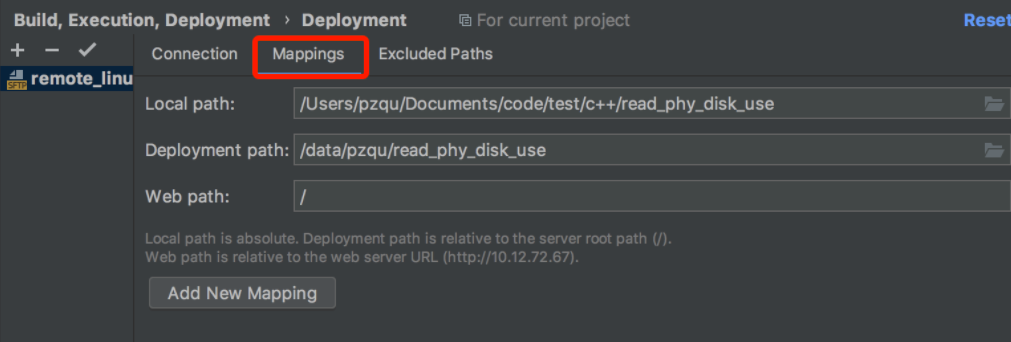 Build, Execution, Deployment › Deployment For current project Reset
Connection Mappings Excluded Paths
SFTP remote_linu
Local path: /Users/pzqu/Documents/code/test/c++/read_phy_disk_use
Deployment path: /data/pzqu/read_phy_disk_use
Web path: /
Local path is absolute. Deployment path is relative to the server root path (/).
Web path is relative to the web server URL (http://10.12.72.67).
Add New Mapping